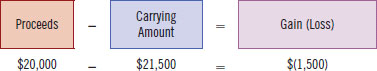 Proceeds – Carrying Amount = Gain (Loss)
$20,000 – $21,500 = $(1,500)